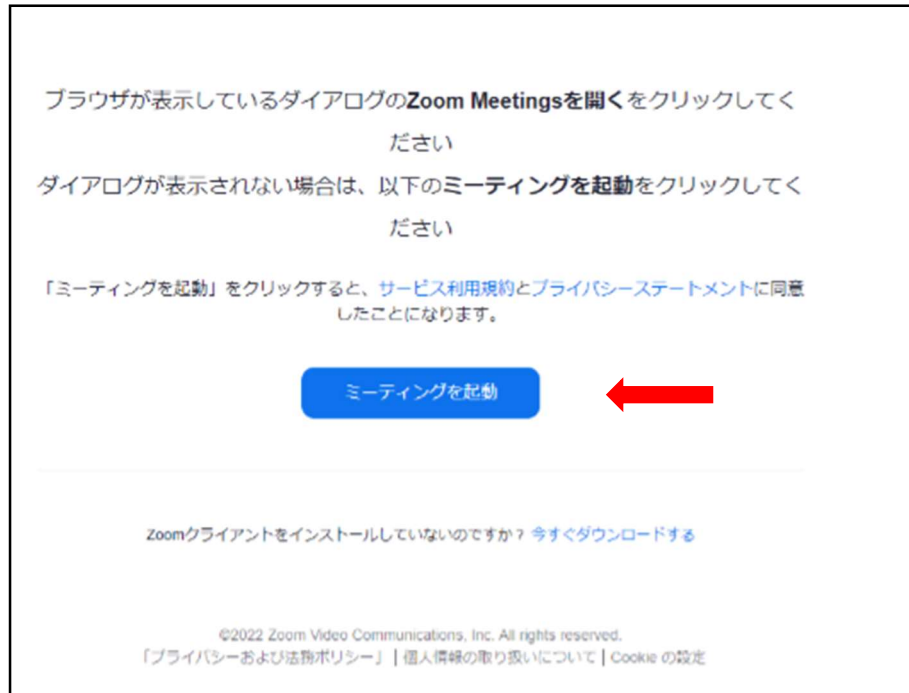 ブラウザが表示しているダイアログのZoom Meetingsを開くをクリックしてく
ださい
ダイアログが表示されない場合は、以下のミーティングを起動をクリックしてく
ださい
「ミーティングを起動」をクリックすると、サービス利用規約とプライバシーステートメントに同意
したことになります。
ミーティングを起動
Zoomクライアントをインストールしていないのですか？今すぐダウンロードする
©2022 Zoom Video Communications, Inc. All rights reserved.
「プライバシーおよび法務ポリシー」 | 個人情報の取り扱いについて | Cookie の設定